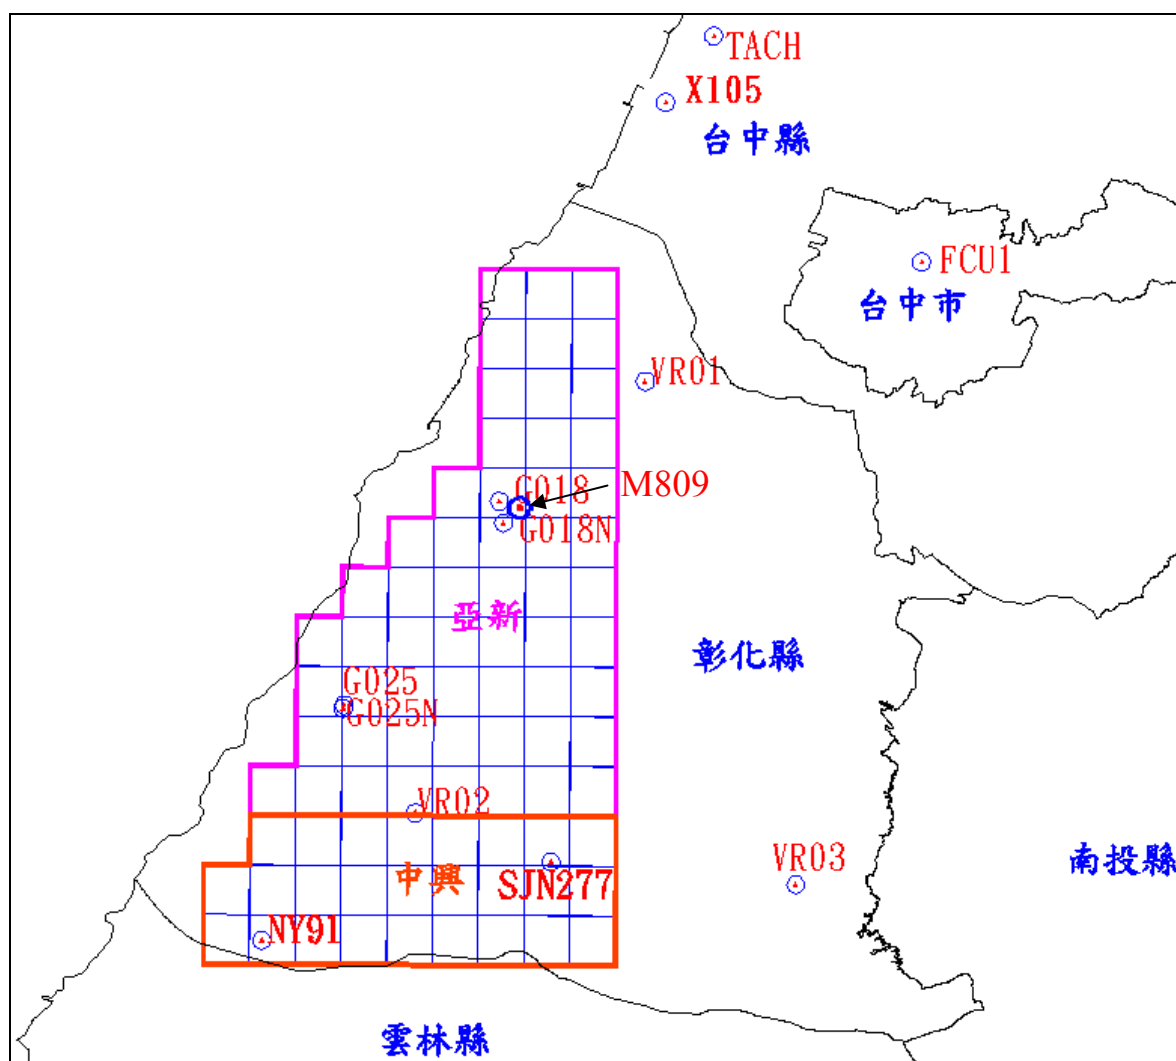 TACH
X105
台中縣
FCU1
台中市
VR01
G018
M809
G018N
亞新
彰化縣
G025
G025N
VR02
VR03
南投縣
中興
SJN277
NY91
雲林縣